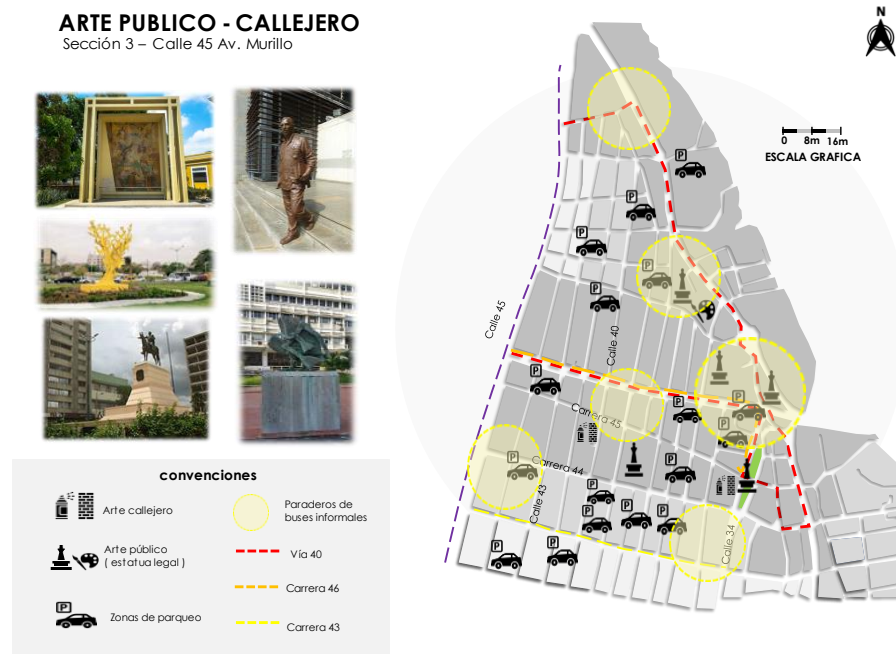 ARTE PUBLICO - CALLEJERO
Sección 3 – Calle 45 Av. Murillo
N
0 8m 16m
ESCALA GRAFICA
P
P
P
P
P
Calle 45
Calle 40
P
P
P
Carrera 45
P
P
Carrera 44
P
P
Calle 43
P
P
P
P
Calle 34
P
P
convenciones
Arte callejero
Paraderos de
buses informales
Arte público
( estatua legal )
Vía 40
Carrera 46
P
Zonas de parqueo
Carrera 43